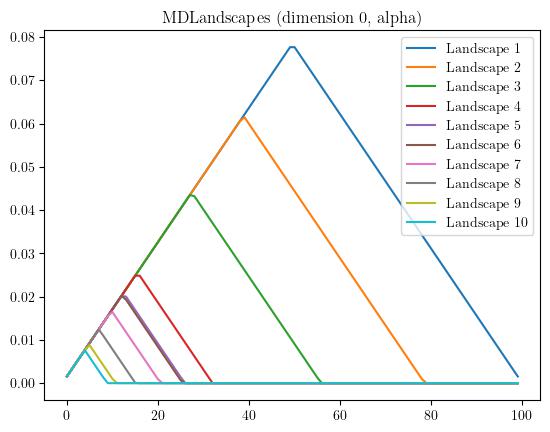 MDLandscapes (dimension 0, alpha)
0.08
0.07
0.06
0.05
0.04
0.03
0.02
0.01
0.00
0
20
40
60
80
100
Landscape 1
Landscape 2
Landscape 3
Landscape 4
Landscape 5
Landscape 6
Landscape 7
Landscape 8
Landscape 9
Landscape 10